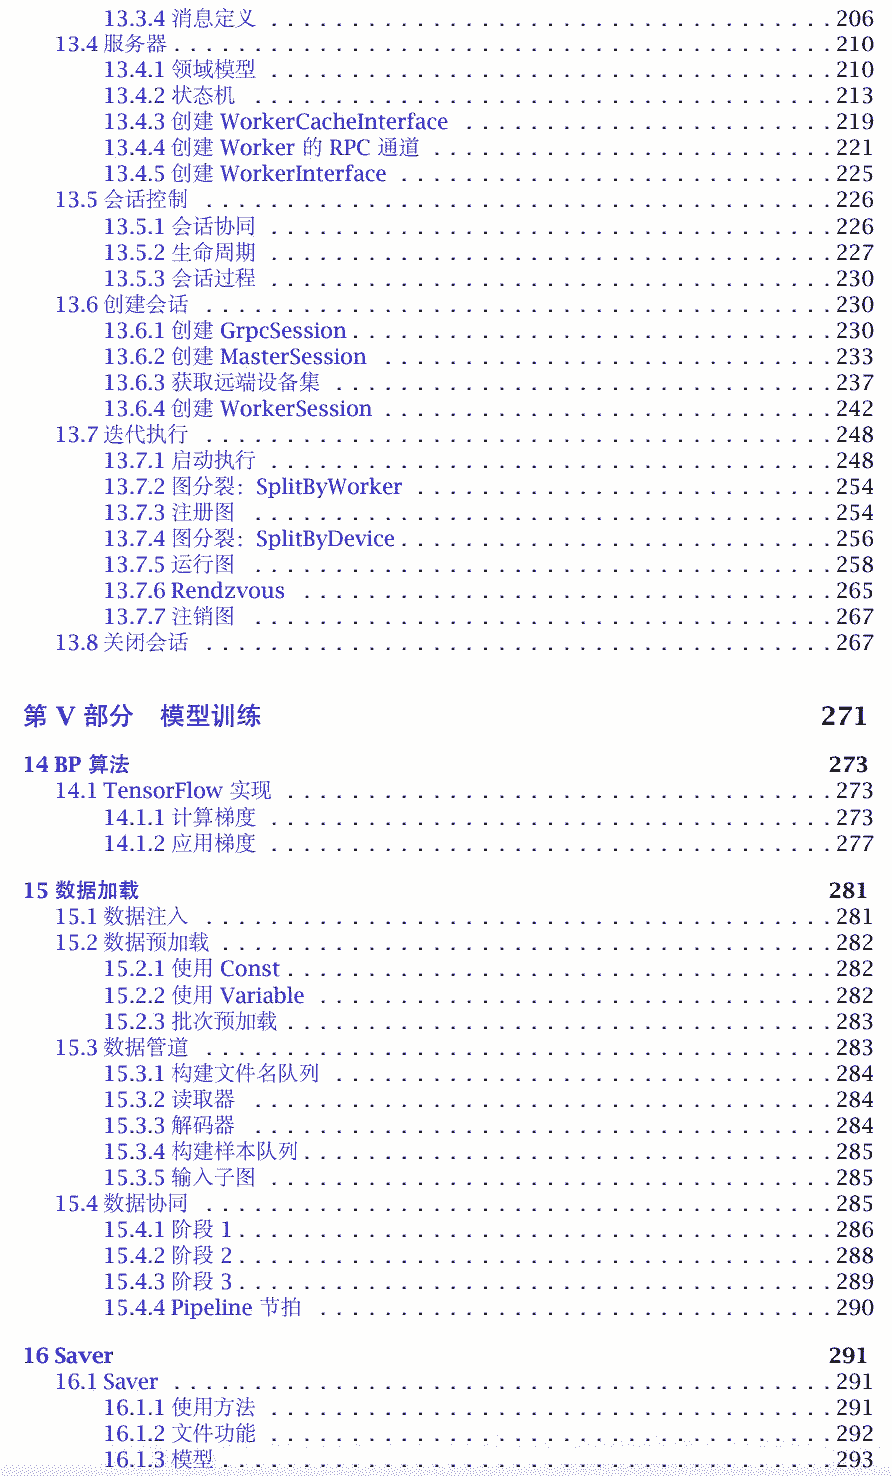 13.3.4 消息定义 . . . . . . . . . . . . . . . . . . . . . . . . . . . . . . . . . . . 206
13.4 服务器 . . . . . . . . . . . . . . . . . . . . . . . . . . . . . . . . . . . . . . . . . 210
13.4.1 领域模型 . . . . . . . . . . . . . . . . . . . . . . . . . . . . . . . . . . . 210
13.4.2 状态机 . . . . . . . . . . . . . . . . . . . . . . . . . . . . . . . . . . . . 213
13.4.3 创建 WorkerCacheInterface . . . . . . . . . . . . . . . . . . . . . . . 219
13.4.4 创建 Worker 的 RPC 通道 . . . . . . . . . . . . . . . . . . . . . . . . . 221
13.4.5 创建 WorkerInterface . . . . . . . . . . . . . . . . . . . . . . . . . . . 225
13.5 会话控制 . . . . . . . . . . . . . . . . . . . . . . . . . . . . . . . . . . . . . . . 226
13.5.1 会话协同 . . . . . . . . . . . . . . . . . . . . . . . . . . . . . . . . . . . 226
13.5.2 生命周期 . . . . . . . . . . . . . . . . . . . . . . . . . . . . . . . . . . . 227
13.5.3 会话过程 . . . . . . . . . . . . . . . . . . . . . . . . . . . . . . . . . . . 230
13.6 创建会话 . . . . . . . . . . . . . . . . . . . . . . . . . . . . . . . . . . . . . . . 230
13.6.1 创建 GrpcSession . . . . . . . . . . . . . . . . . . . . . . . . . . . . . . 230
13.6.2 创建 MasterSession . . . . . . . . . . . . . . . . . . . . . . . . . . . . 233
13.6.3 获取远端设备集 . . . . . . . . . . . . . . . . . . . . . . . . . . . . . . . 237
13.6.4 创建 WorkerSession . . . . . . . . . . . . . . . . . . . . . . . . . . . . 242
13.7 迭代执行 . . . . . . . . . . . . . . . . . . . . . . . . . . . . . . . . . . . . . . . 248
13.7.1 启动执行 . . . . . . . . . . . . . . . . . . . . . . . . . . . . . . . . . . . 248
13.7.2 图分裂：SplitByWorker . . . . . . . . . . . . . . . . . . . . . . . . . . 254
13.7.3 注册图 . . . . . . . . . . . . . . . . . . . . . . . . . . . . . . . . . . . . 254
13.7.4 图分裂：SplitByDevice . . . . . . . . . . . . . . . . . . . . . . . . . . . 256
13.7.5 运行图 . . . . . . . . . . . . . . . . . . . . . . . . . . . . . . . . . . . . 258
13.7.6 Rendzvous . . . . . . . . . . . . . . . . . . . . . . . . . . . . . . . . . 265
13.7.7 注销图 . . . . . . . . . . . . . . . . . . . . . . . . . . . . . . . . . . . . 267
13.8 关闭会话 . . . . . . . . . . . . . . . . . . . . . . . . . . . . . . . . . . . . . . . 267
第 V 部分 模型训练 271
14 BP 算法 273
14.1 TensorFlow 实现 . . . . . . . . . . . . . . . . . . . . . . . . . . . . . . . . . . 273
14.1.1 计算梯度 . . . . . . . . . . . . . . . . . . . . . . . . . . . . . . . . . . . 273
14.1.2 应用梯度 . . . . . . . . . . . . . . . . . . . . . . . . . . . . . . . . . . . 277
15 数据加载 281
15.1 数据注入 . . . . . . . . . . . . . . . . . . . . . . . . . . . . . . . . . . . . . . . 281
15.2 数据预加载 . . . . . . . . . . . . . . . . . . . . . . . . . . . . . . . . . . . . . . 282
15.2.1 使用 Const . . . . . . . . . . . . . . . . . . . . . . . . . . . . . . . . . . 282
15.2.2 使用 Variable . . . . . . . . . . . . . . . . . . . . . . . . . . . . . . . . 282
15.2.3 批次预加载 . . . . . . . . . . . . . . . . . . . . . . . . . . . . . . . . . . 283
15.3 数据管道 . . . . . . . . . . . . . . . . . . . . . . . . . . . . . . . . . . . . . . . 283
15.3.1 构建文件名队列 . . . . . . . . . . . . . . . . . . . . . . . . . . . . . . . 284
15.3.2 读取器 . . . . . . . . . . . . . . . . . . . . . . . . . . . . . . . . . . . . 284
15.3.3 解码器 . . . . . . . . . . . . . . . . . . . . . . . . . . . . . . . . . . . . 284
15.3.4 构建样本队列 . . . . . . . . . . . . . . . . . . . . . . . . . . . . . . . . . 285
15.3.5 输入子图 . . . . . . . . . . . . . . . . . . . . . . . . . . . . . . . . . . . 285
15.4 数据协同 . . . . . . . . . . . . . . . . . . . . . . . . . . . . . . . . . . . . . . . 285
15.4.1 阶段 1 . . . . . . . . . . . . . . . . . . . . . . . . . . . . . . . . . . . . . 286
15.4.2 阶段 2 . . . . . . . . . . . . . . . . . . . . . . . . . . . . . . . . . . . . . 288
15.4.3 阶段 3 . . . . . . . . . . . . . . . . . . . . . . . . . . . . . . . . . . . . . 289
15.4.4 Pipeline 节拍 . . . . . . . . . . . . . . . . . . . . . . . . . . . . . . . . 290
16 Saver 291
16.1 Saver . . . . . . . . . . . . . . . . . . . . . . . . . . . . . . . . . . . . . . . . . 291
16.1.1 使用方法 . . . . . . . . . . . . . . . . . . . . . . . . . . . . . . . . . . . 291
16.1.2 文件功能 . . . . . . . . . . . . . . . . . . . . . . . . . . . . . . . . . . . 292
16.1.3 模型 . . . . . . . . . . . . . . . . . . . . . . . . . . . . . . . . . . . . . . 293